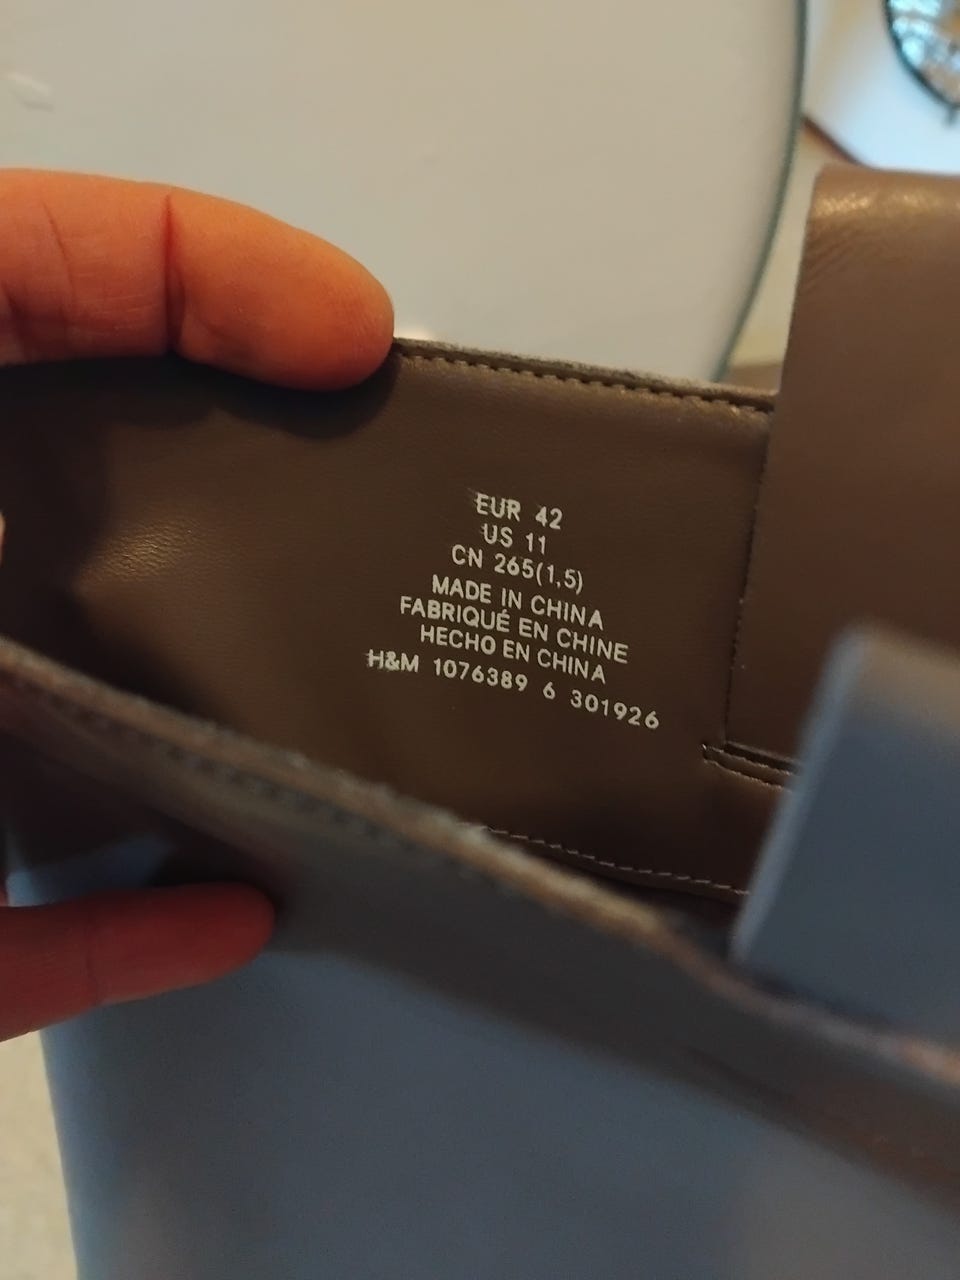 EUR 42
US 11
CN 265(1,5)
MADE IN CHINA
FABRIQUÉ EN CHINE
HECHO EN CHINA
H&M 1076389 6 301926